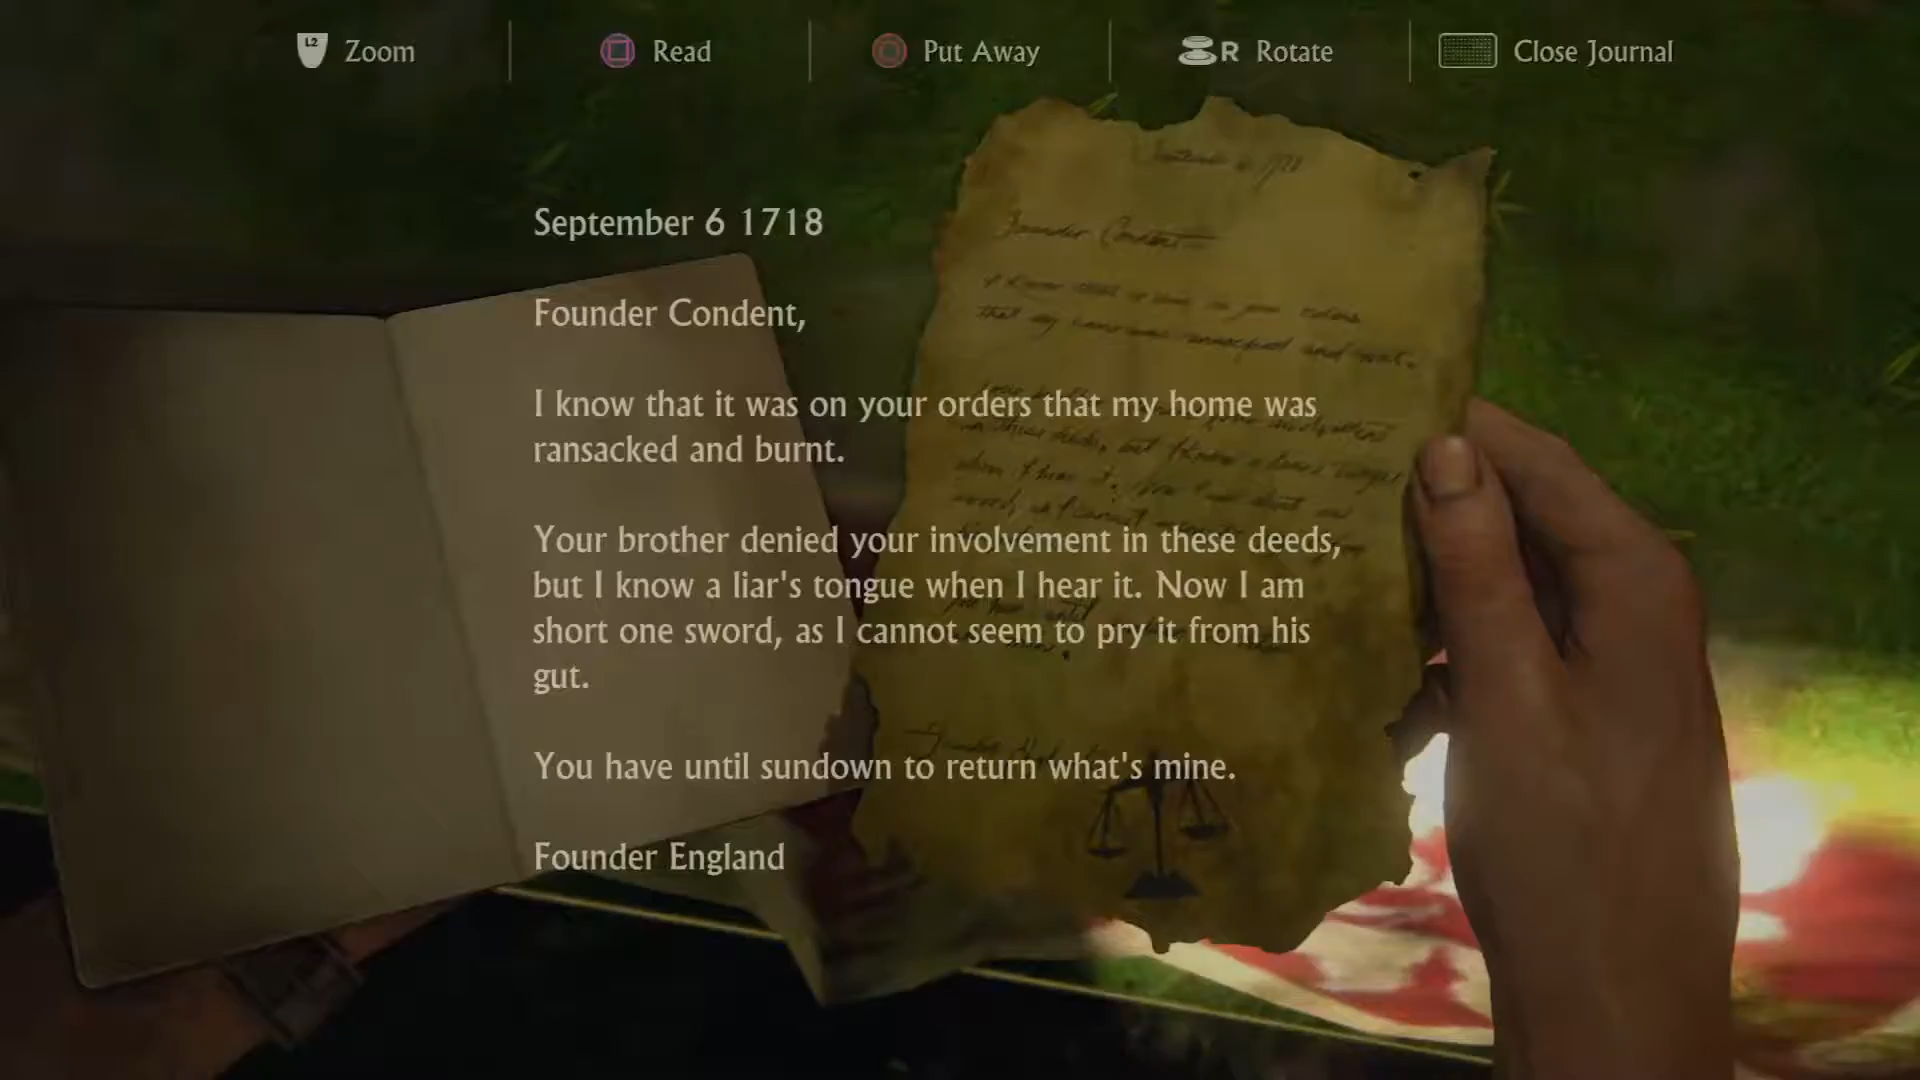 L2 Zoom
Read
Put Away
R Rotate
Close Journal
September 6 1718
Founder Condent,
I know that it was on your orders that my home was
ransacked and burnt.
Your brother denied your involvement in these deeds,
but I know a liar's tongue when I hear it. Now I am
short one sword, as I cannot seem to pry it from his
gut.
You have until sundown to return what's mine.
Founder England